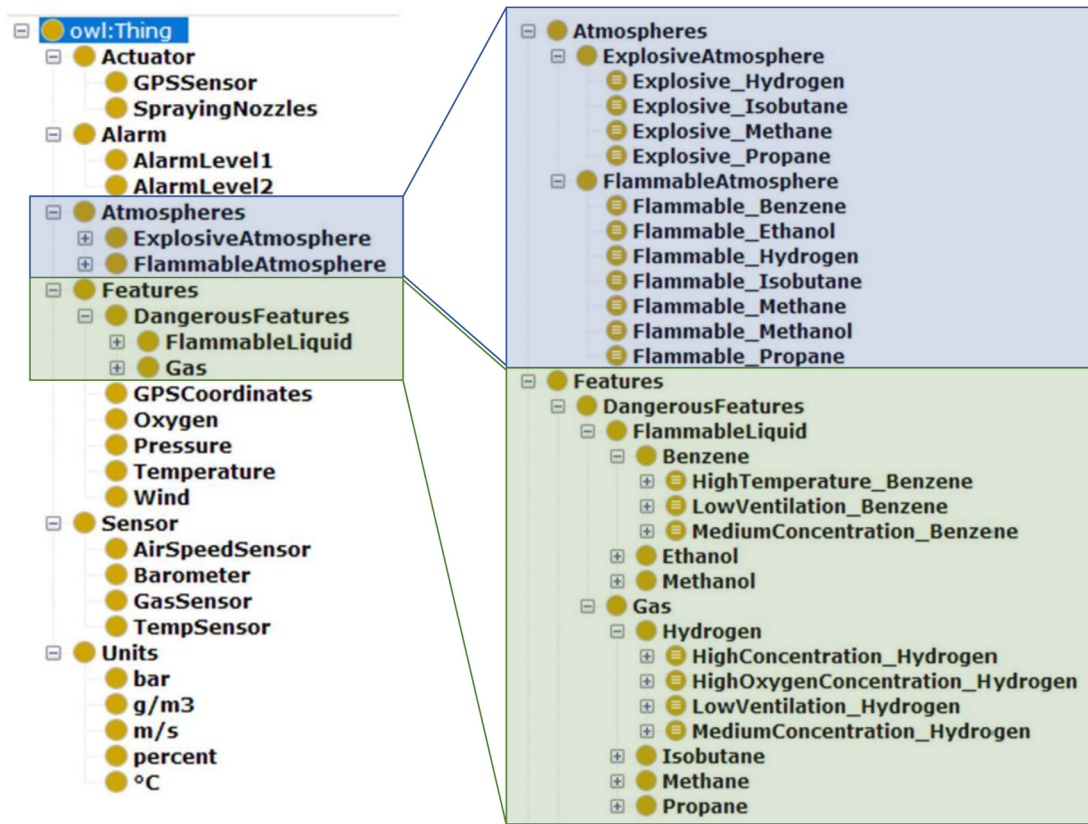 owl:Thing
Actuator
GPSSensor
SprayingNozzles
Alarm
AlarmLevel1
AlarmLevel2
Atmospheres
ExplosiveAtmosphere
FlammableAtmosphere
Features
DangerousFeatures
FlammableLiquid
Gas
GPSCoordinates
Oxygen
Pressure
Temperature
Wind
Sensor
AirSpeedSensor
Barometer
GasSensor
TempSensor
Units
bar
g/m3
m/s
percent
°C
Atmospheres
ExplosiveAtmosphere
Explosive_Hydrogen
Explosive_Isobutane
Explosive_Methane
Explosive_Propane
FlammableAtmosphere
Flammable_Benzene
Flammable_Ethanol
Flammable_Hydrogen
Flammable_Isobutane
Flammable_Methane
Flammable_Methanol
Flammable_Propane
Features
DangerousFeatures
FlammableLiquid
Benzene
HighTemperature_Benzene
LowVentilation_Benzene
MediumConcentration_Benzene
Ethanol
Methanol
Gas
Hydrogen
HighConcentration_Hydrogen
HighOxygenConcentration_Hydrogen
LowVentilation_Hydrogen
MediumConcentration_Hydrogen
Isobutane
Methane
Propane